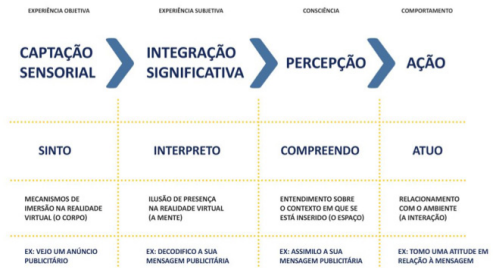 EXPERIÊNCIA OBJETIVA
EXPERIÊNCIA SUBJETIVA
CONSCIÊNCIA
COMPORTAMENTO
CAPTAÇÃO
SENSORIAL
INTEGRAÇÃO
SIGNIFICATIVA
PERCEPÇÃO
AÇÃO
SINTO
INTERPRETO
COMPREENDO
ATUO
MECANISMOS DE
IMERSÃO NA REALIDADE
VIRTUAL (O CORPO)
ILUSÃO DE PRESENÇA
NA REALIDADE VIRTUAL
(A MENTE)
ENTENDIMENTO SOBRE
O CONTEXTO EM QUE SE
ESTÁ INSERIDO (O ESPAÇO)
RELACIONAMENTO
COM O AMBIENTE
(A INTERAÇÃO)
EX: VEJO UM ANÚNCIO
PUBLICITÁRIO
EX: DECODIFICO A SUA
MENSAGEM PUBLICITÁRIA
EX: ASSIMILO A SUA
MENSAGEM PUBLICITÁRIA
EX: TOMO UMA ATITUDE EM
RELAÇÃO À MENSAGEM